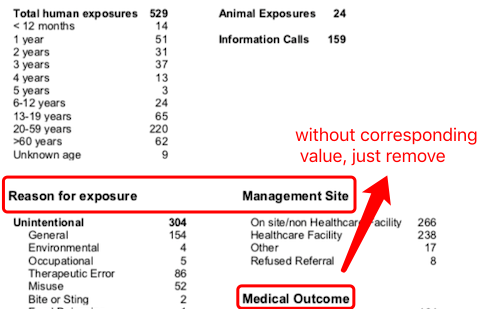 Total human exposures 529
< 12 months 14
1 year 51
2 years 31
3 years 37
4 years 13
5 years 3
6-12 years 24
13-19 years 65
20-59 years 220
>60 years 62
Unknown age 9
Animal Exposures 24
Information Calls 159
without corresponding
value, just remove
Reason for exposure
Unintentional 304
General 154
Environmental 4
Occupational 5
Therapeutic Error 86
Misuse 52
Bite or Sting 2
Management Site
On site/non Healthcare Facility 266
Healthcare Facility 238
Other 17
Refused Referral 8
Medical Outcome